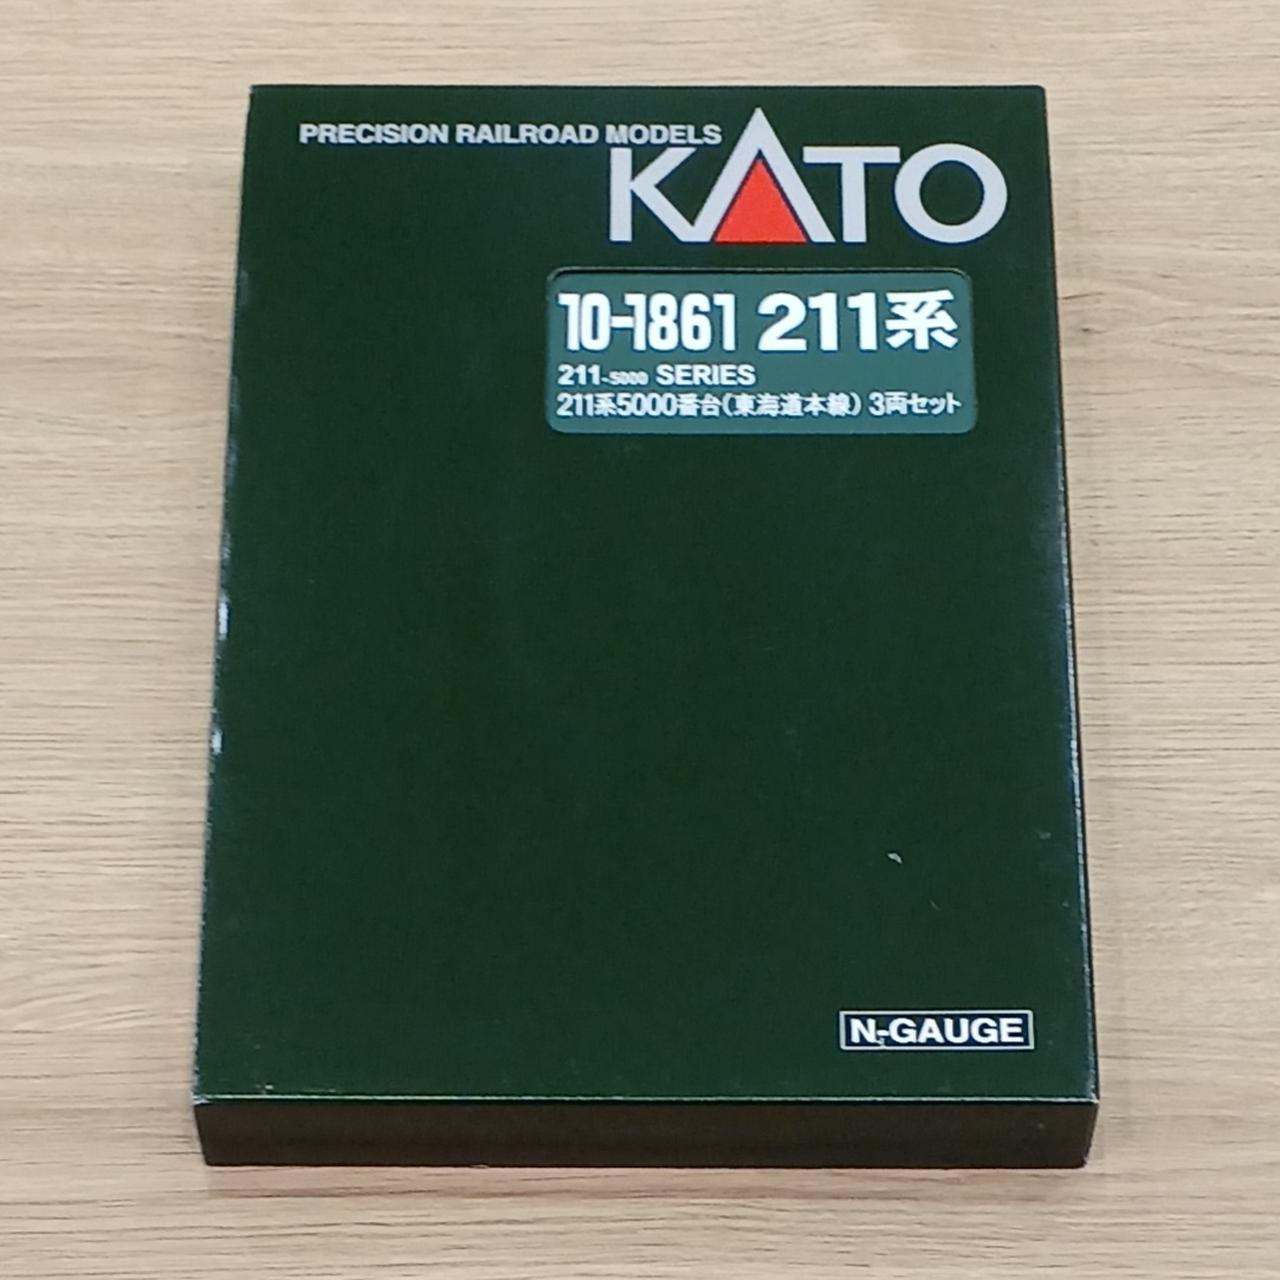 PRECISION RAILROAD MODELS
KATO
10-1861 211系
211-5000 SERIES
211系5000番台(東海道本線) 3両セット
N-GAUGE